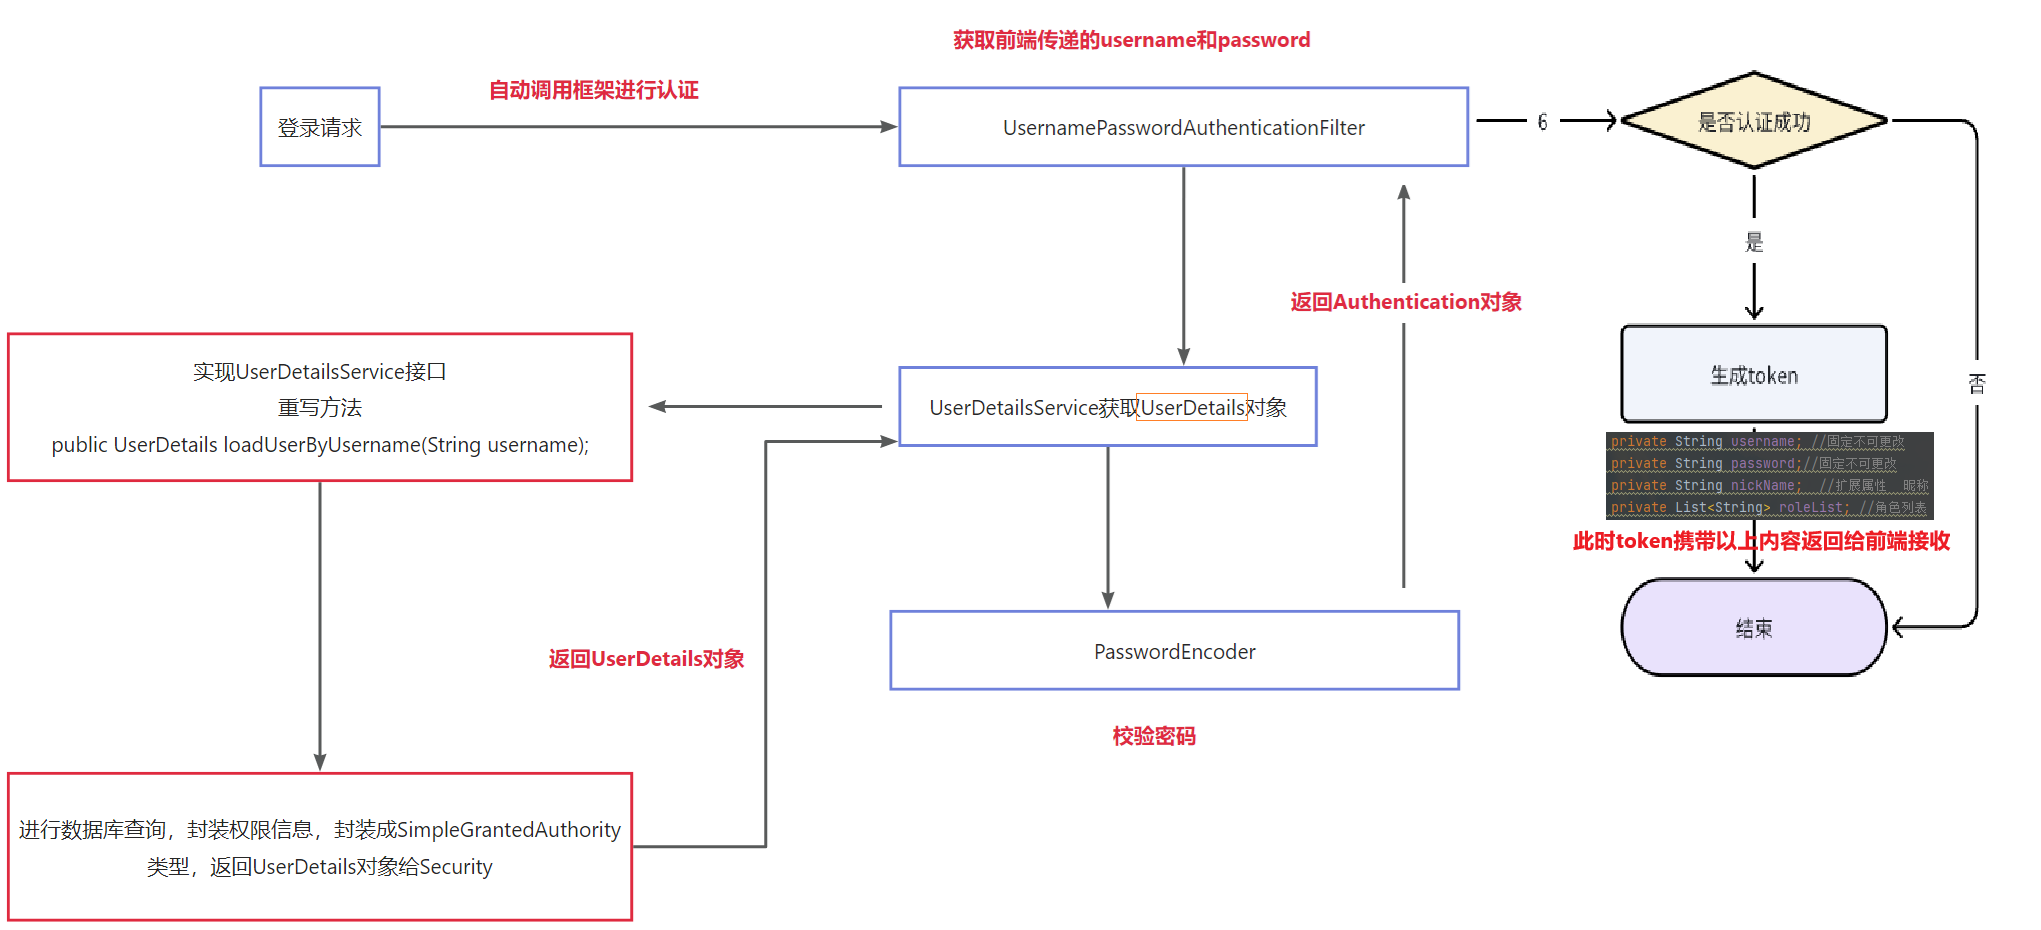 获取前端传递的username和password
自动调用框架进行认证
登录请求
UsernamePasswordAuthenticationFilter
6
是否认证成功
是
否
返回Authentication对象
实现UserDetailsService接口
重写方法
public UserDetails loadUserByUsername(String username);
UserDetailsService获取UserDetails对象
生成token
private String username; //固定不可更改
private String password;//固定不可更改
private String nickName; //扩展属性 昵称
private List<String> roleList; //角色列表
此时token携带以上内容返回给前端接收
结束
返回UserDetails对象
PasswordEncoder
校验密码
进行数据库查询，封装权限信息，封装成SimpleGrantedAuthority
类型，返回UserDetails对象给Security